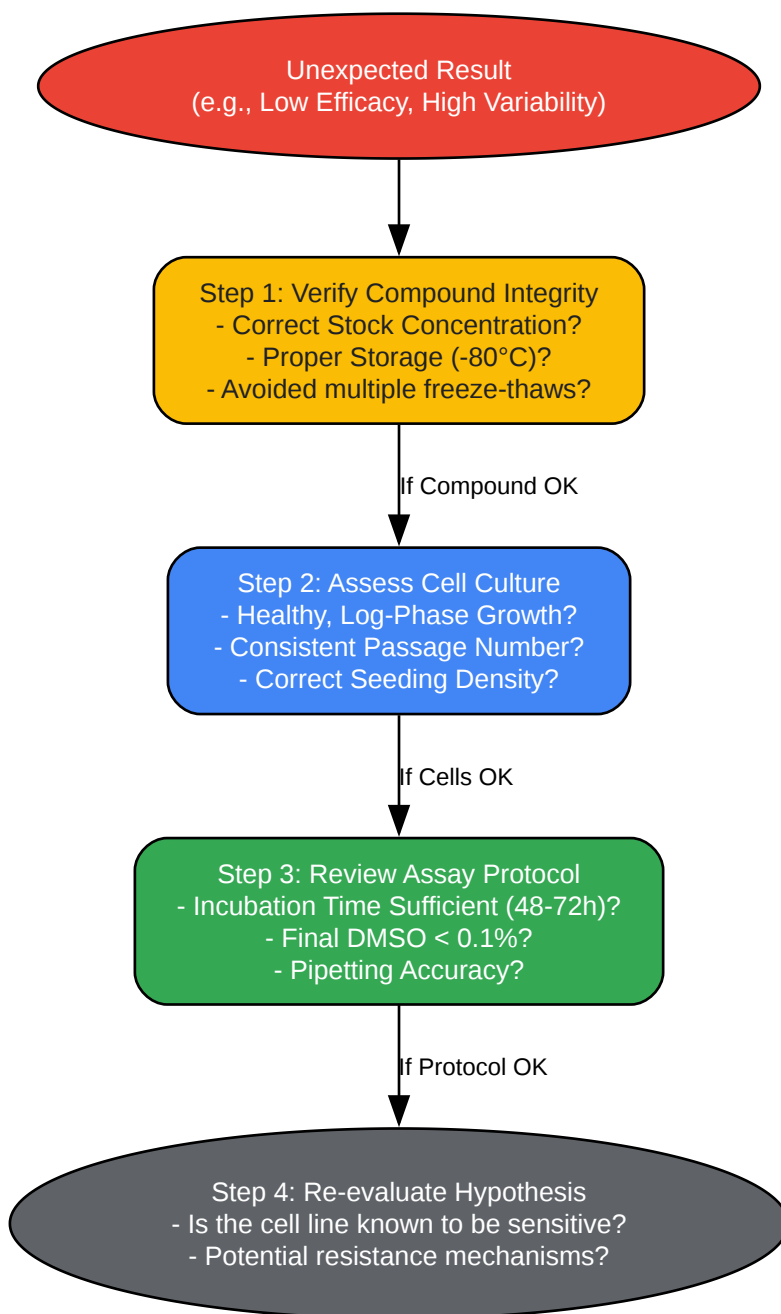 Unexpected Result
(e.g., Low Efficacy, High Variability)
Step 1: Verify Compound Integrity
- Correct Stock Concentration?
- Proper Storage (-80°C)?
- Avoided multiple freeze-thaws?
If Compound OK
Step 2: Assess Cell Culture
- Healthy, Log-Phase Growth?
- Consistent Passage Number?
- Correct Seeding Density?
If Cells OK
Step 3: Review Assay Protocol
- Incubation Time Sufficient (48-72h)?
- Final DMSO < 0.1%?
- Pipetting Accuracy?
If Protocol OK
Step 4: Re-evaluate Hypothesis
- Is the cell line known to be sensitive?
- Potential resistance mechanisms?